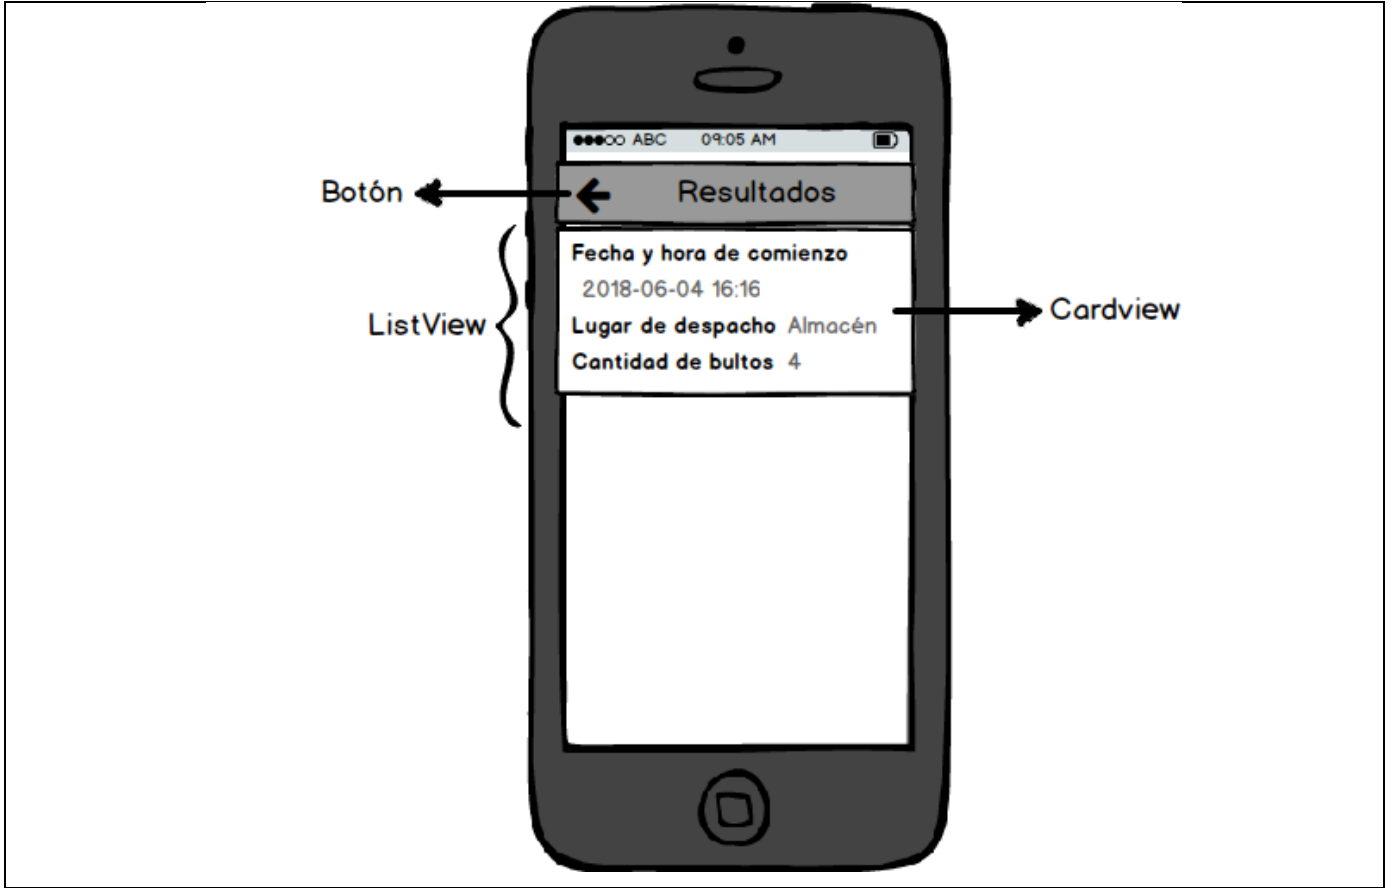 ABC 09:05 AM
Botón
Resultados
ListView
Fecha y hora de comienzo
2018-06-04 16:16
Lugar de despacho Almacén
Cantidad de bultos 4
Cardview